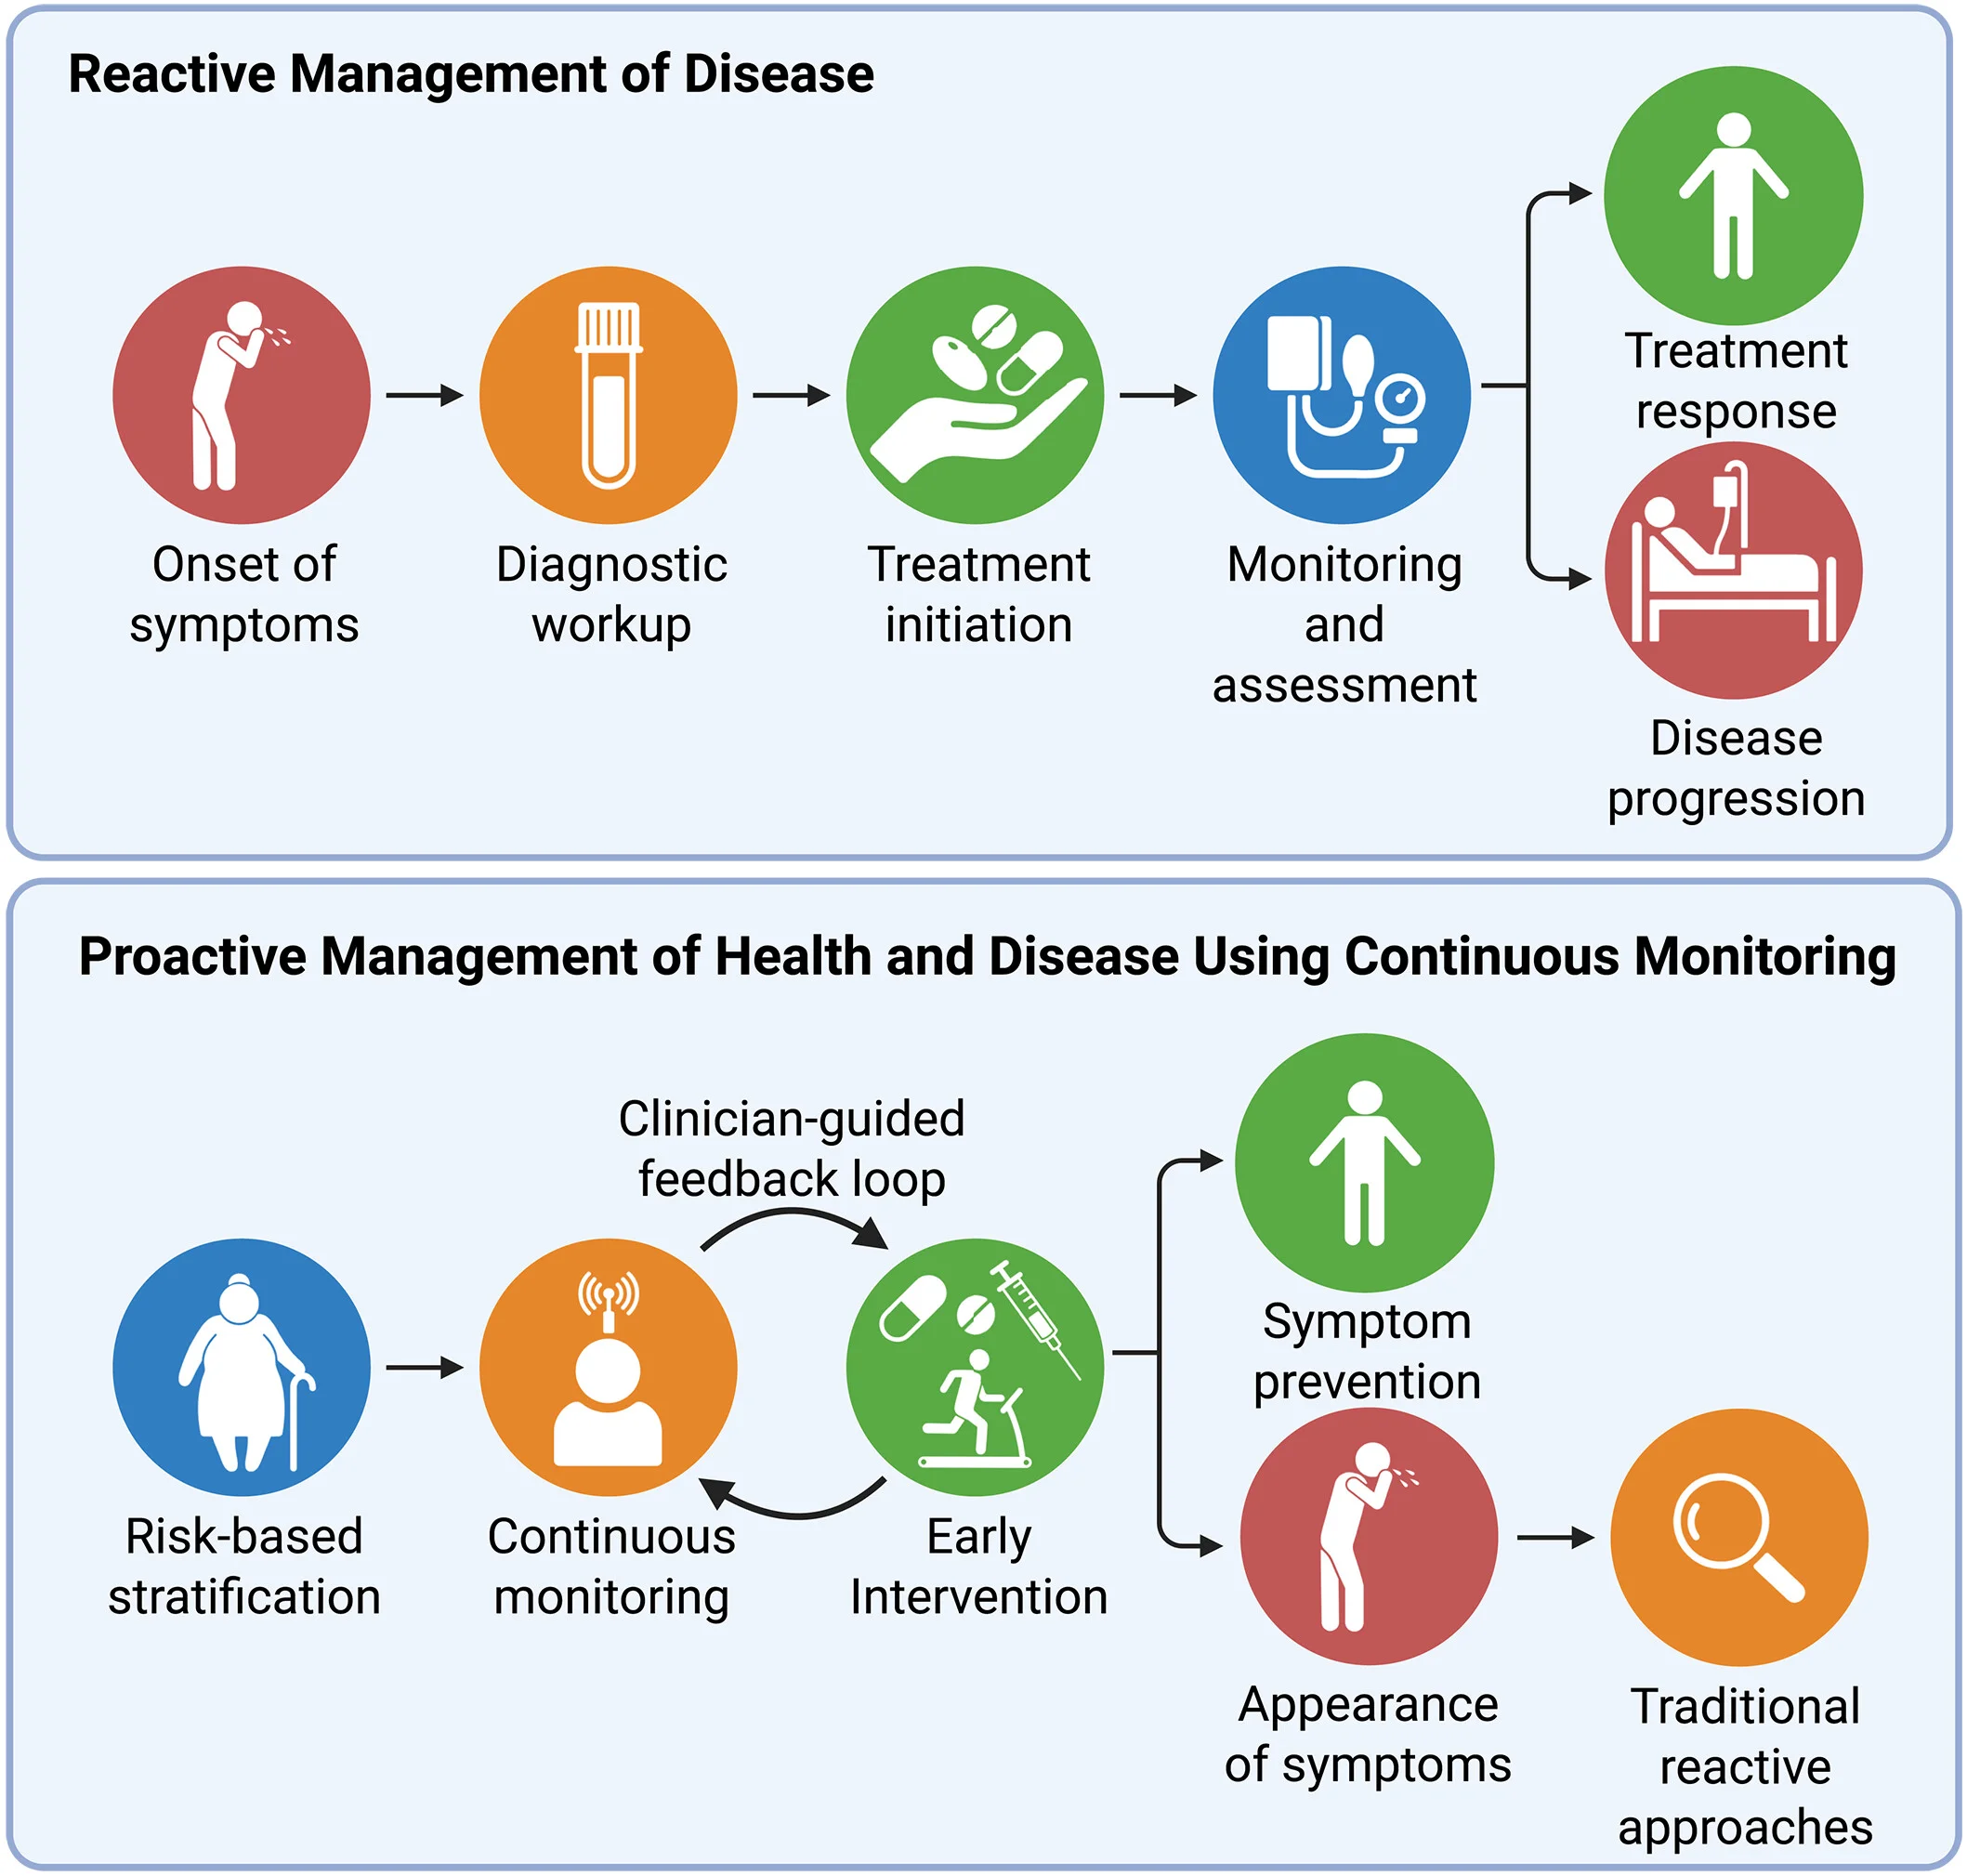 Reactive Management of Disease
Onset of
symptoms
Diagnostic
workup
Treatment
initiation
Monitoring
and
assessment
Treatment
response
Disease
progression
Proactive Management of Health and Disease Using Continuous Monitoring
Clinician-guided
feedback loop
Risk-based
stratification
Continuous
monitoring
Early
Intervention
Symptom
prevention
Appearance
of symptoms
Traditional
reactive
approaches